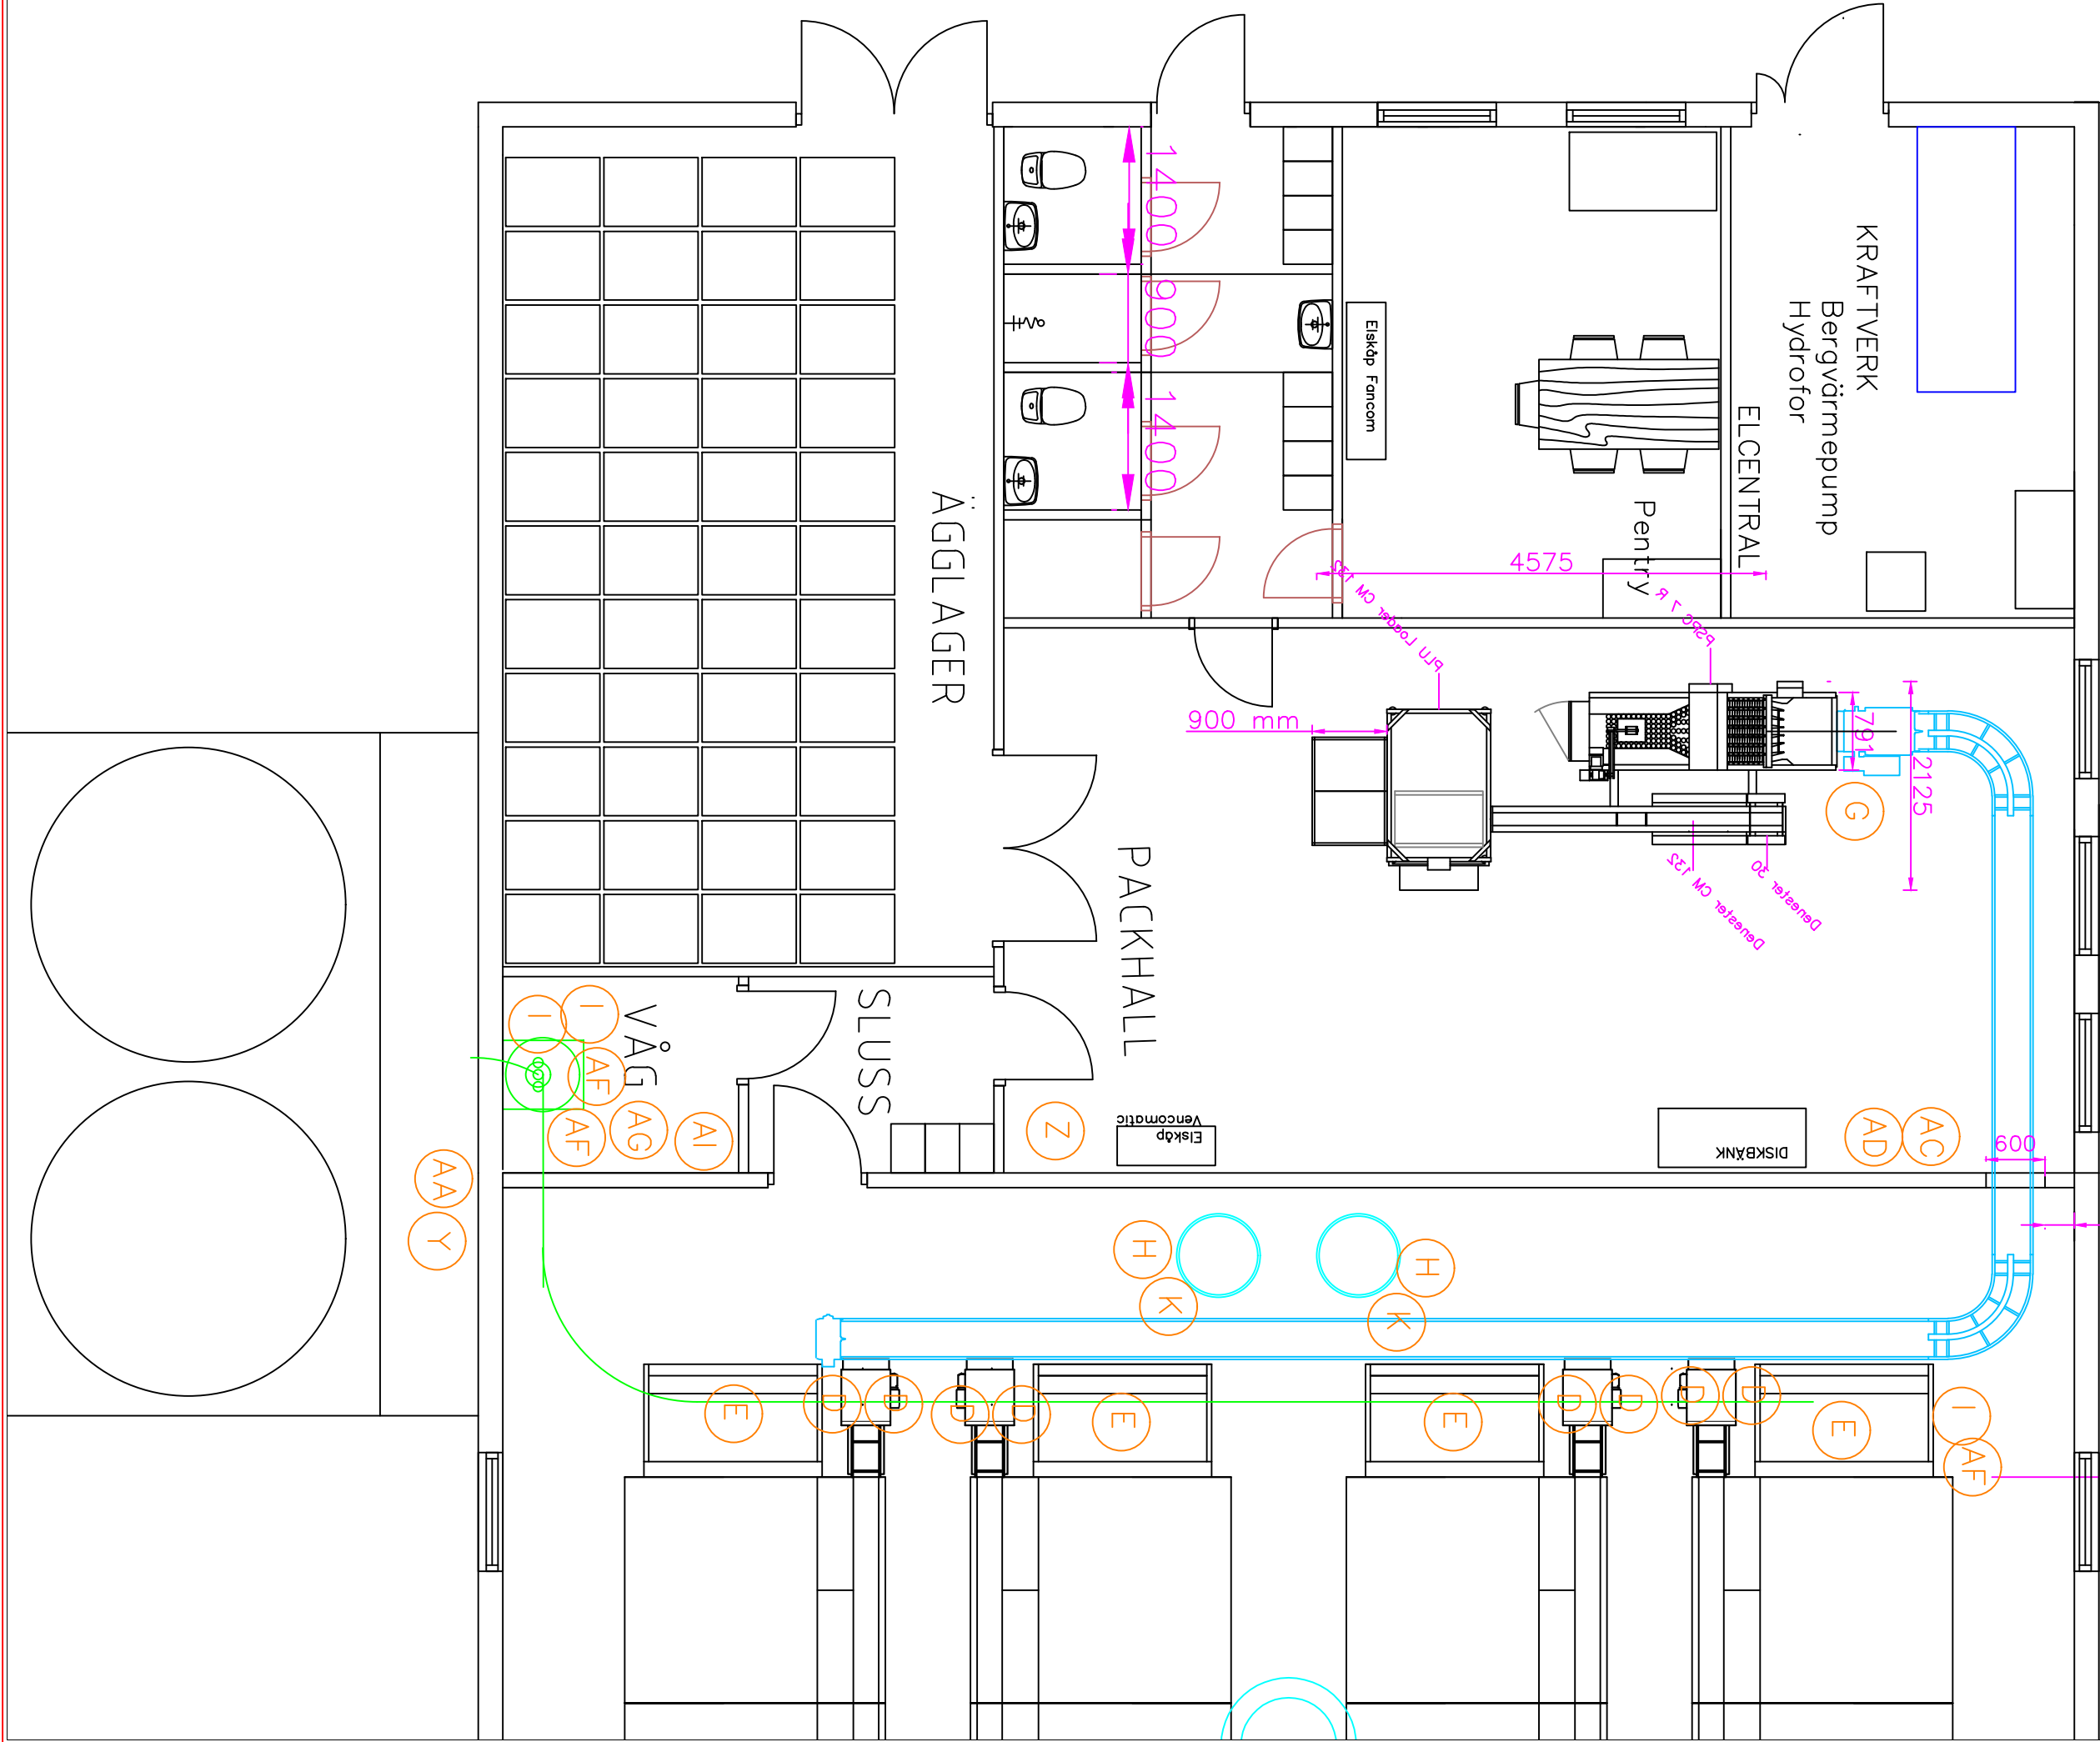 KRAFTVERK
Bergvärmepump
Hydrofor
ELCENTRAL
Pentry
Elskåp Fancom
1400
900
1400
4575
PLU Loader CM 132
PSPC 7 R
900 mm
791
2125
G
Denester 30
Denester CM 132
ÄGGLAGER
PACKHALL
SLUSS
VÅG
I
I
AF
AF
AG
AI
AA
Y
Z
Elskåp
Vencomatic
DISKBÄNK
AC
AD
600
H
K
H
K
E
D
D
D
D
E
E
D
D
D
D
E
I
AF